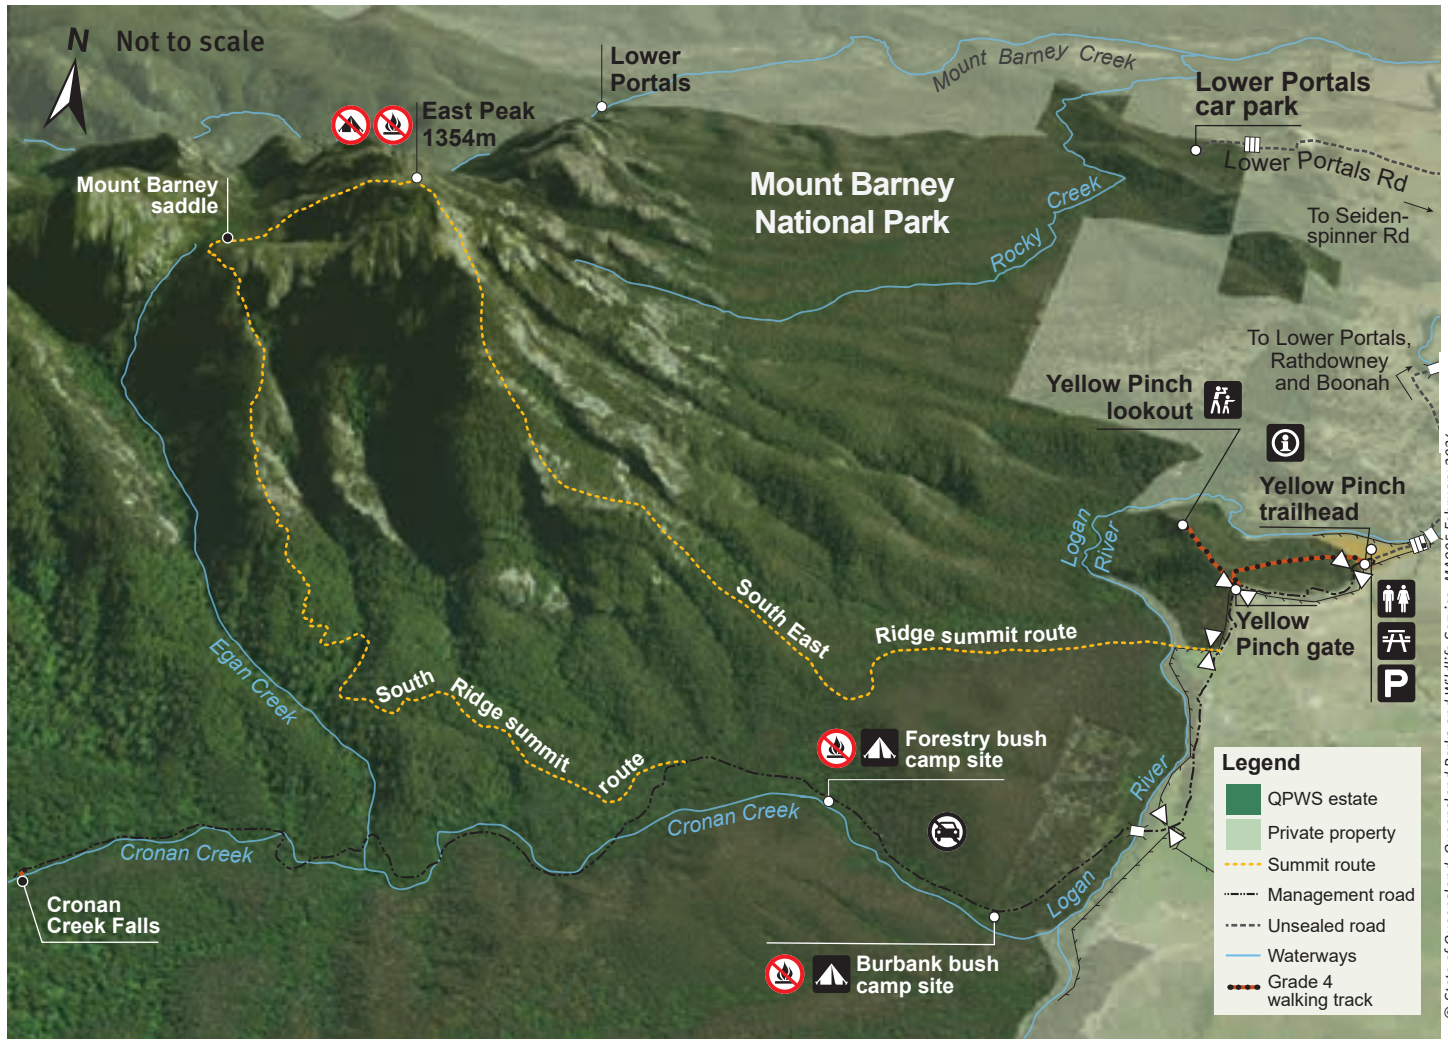 N Not to scale
Lower
Portals
Mount Barney Creek
Lower Portals
car park
East Peak
1354m
Lower Portals Rd
Mount Barney
saddle
Mount Barney
National Park
To Seiden-
spinner Rd
Rocky Creek
To Lower Portals,
Rathdowney
and Boonah
Yellow Pinch
lookout
Yellow Pinch
trailhead
Logan
River
South East Ridge summit route
Yellow
Pinch gate
P
Egan Creek
South Ridge summit route
Forestry bush
camp site
Cronan Creek
Logan River
Cronan Creek
Cronan
Creek Falls
Burbank bush
camp site
Legend
QPWS estate
Private property
Summit route
Management road
Unsealed road
Waterways
Grade 4
walking track